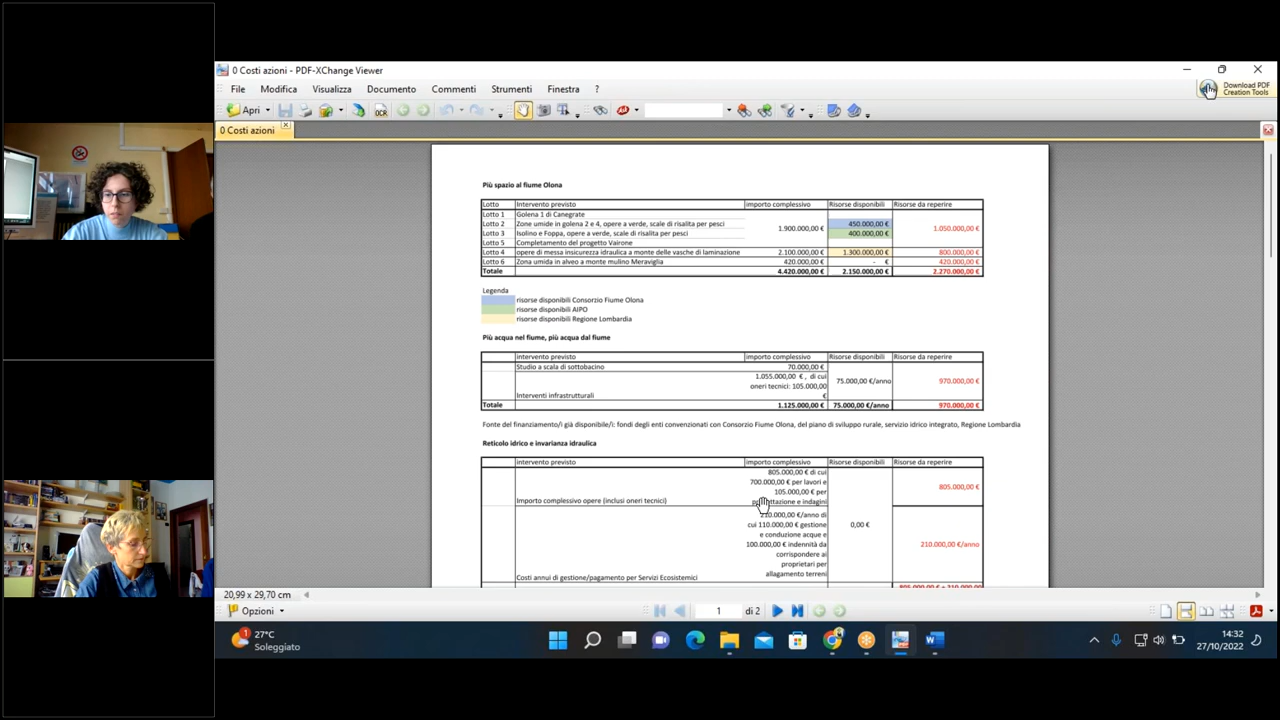 0 Costi azioni - PDF-XChange Viewer
File Modifica Visualizza Documento Commenti Strumenti Finestra ?
Download PDF
Creation Tools
Apri
OCR
0 Costi azioni
Più spazio al fiume Olona
Lotto Intervento previsto importo complessivo Risorse disponibili Risorse da reperire
Lotto 1 Golena 1 di Canegrate
Lotto 2 Zone umide in golena 2 e 4, opere a verde, scale di risalita per pesci 450.000,00 €
1.900.000,00 € 1.050.000,00 €
Lotto 3 Isolino e Foppa, opere a verde, scale di risalita per pesci 400.000,00 €
Lotto 5 Completamento del progetto Vairone
Lotto 4 opere di messa insicurezza idraulica a monte delle vasche di laminazione 2.100.000,00 € 1.300.000,00 € 800.000,00 €
Lotto 6 Zona umida in alveo a monte mulino Meraviglia 420.000,00 € - € 420.000,00 €
Totale 4.420.000,00 € 2.150.000,00 € 2.270.000,00 €
Legenda
risorse disponibili Consorzio Fiume Olona
risorse disponibili AIPO
risorse disponibili Regione Lombardia
Più acqua nel fiume, più acqua dal fiume
intervento previsto importo complessivo Risorse disponibili Risorse da reperire
Studio a scala di sottobacino 70.000,00 €
1.055.000,00 € , di cui
75.000,00 €/anno 970.000,00 €
oneri tecnici: 105.000,00
Interventi infrastrutturali €
Totale 1.125.000,00 € 75.000,00 €/anno 970.000,00 €
Fonte del finanziamento/i già disponibile/i: fondi degli enti convenzionati con Consorzio Fiume Olona, del piano di sviluppo rurale, servizio idrico integrato, Regione Lombardia
Reticolo idrico e invarianza idraulica
intervento previsto importo complessivo Risorse disponibili Risorse da reperire
805.000,00 € di cui
700.000,00 € per lavori e
805.000,00 €
105.000,00 € per
Importo complessivo opere (inclusi oneri tecnici) e indagini
210.000,00 €/anno di
cui 110.000,00 € gestione 0,00 €
e conduzione acque e
100.000,00 € indennità da 210.000,00 €/anno
corrispondere ai
proprietari per
Costi annui di gestione/pagamento per Servizi Ecosistemici allagamento terreni
20,99 x 29,70 cm
Opzioni
1 di 2
27°C
Soleggiato
1
14:32
27/10/2022